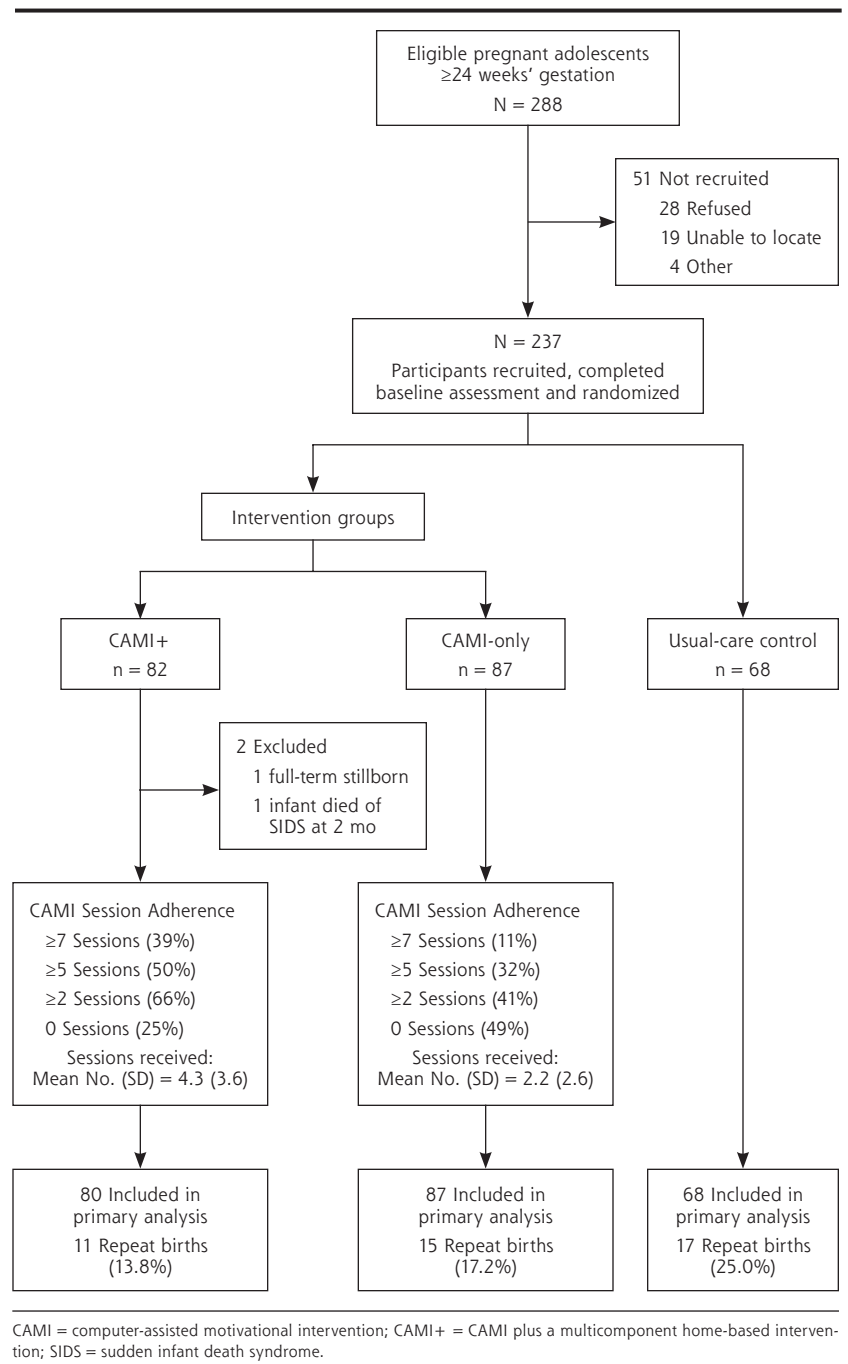 Eligible pregnant adolescents
≥24 weeks’ gestation
N = 288
51 Not recruited
28 Refused
19 Unable to locate
4 Other
N = 237
Participants recruited, completed
baseline assessment and randomized
Intervention groups
CAMI+
n = 82
CAMI-only
n = 87
Usual-care control
n = 68
2 Excluded
1 full-term stillborn
1 infant died of
SIDS at 2 mo
CAMI Session Adherence
≥7 Sessions (39%)
≥5 Sessions (50%)
≥2 Sessions (66%)
0 Sessions (25%)
Sessions received:
Mean No. (SD) = 4.3 (3.6)
CAMI Session Adherence
≥7 Sessions (11%)
≥5 Sessions (32%)
≥2 Sessions (41%)
0 Sessions (49%)
Sessions received:
Mean No. (SD) = 2.2 (2.6)
80 Included in
primary analysis
11 Repeat births
(13.8%)
87 Included in
primary analysis
15 Repeat births
(17.2%)
68 Included in
primary analysis
17 Repeat births
(25.0%)
CAMI = computer-assisted motivational intervention; CAMI+ = CAMI plus a multicomponent home-based interven-
tion; SIDS = sudden infant death syndrome.